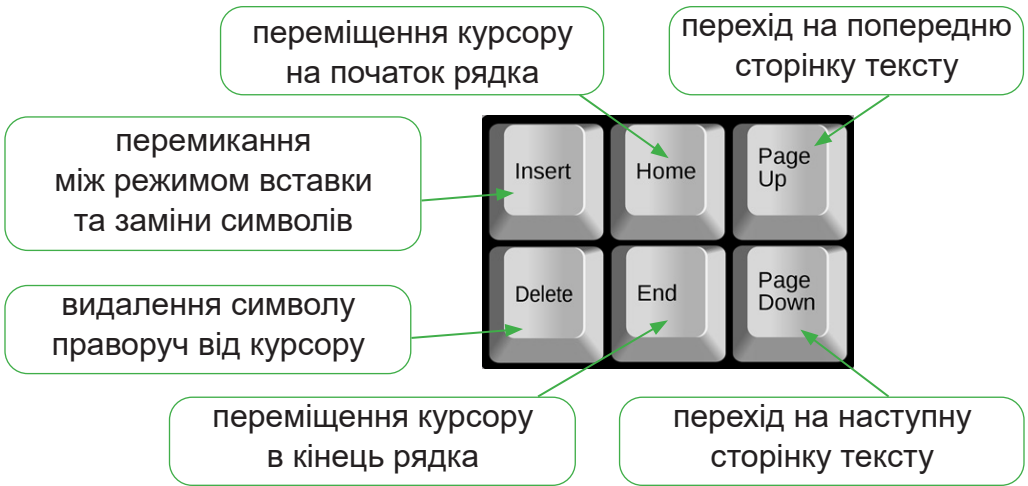 переміщення курсору
на початок рядка
перехід на попередню
сторінку тексту
перемикання
між режимом вставки
та заміни символів
Insert
Home
Page
Up
видалення символу
праворуч від курсору
Delete
End
Page
Down
переміщення курсору
в кінець рядка
перехід на наступну
сторінку тексту